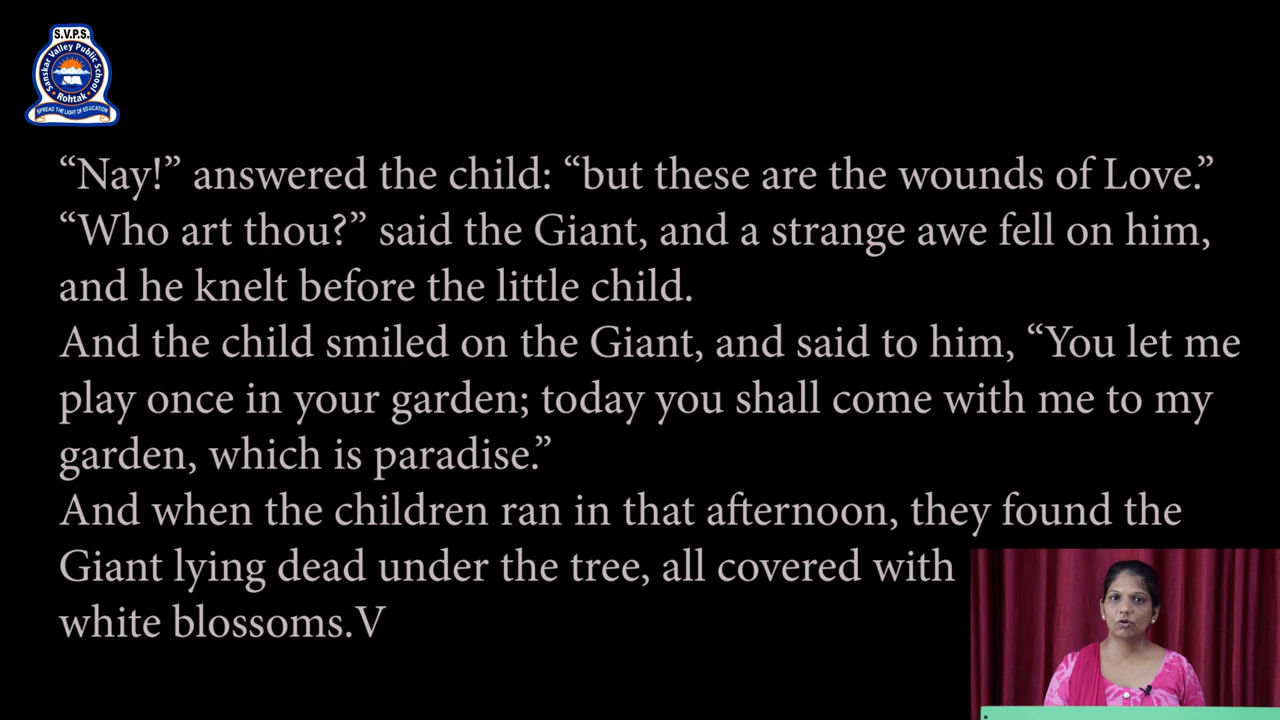 S.V.P.S.
Sanskar Valley Public School
Rohtak
SPREAD THE LIGHT OF EDUCATION
“Nay!” answered the child: “but these are the wounds of Love.”
“Who art thou?” said the Giant, and a strange awe fell on him,
and he knelt before the little child.
And the child smiled on the Giant, and said to him, “You let me
play once in your garden; today you shall come with me to my
garden, which is paradise.”
And when the children ran in that afternoon, they found the
Giant lying dead under the tree, all covered with
white blossoms.V